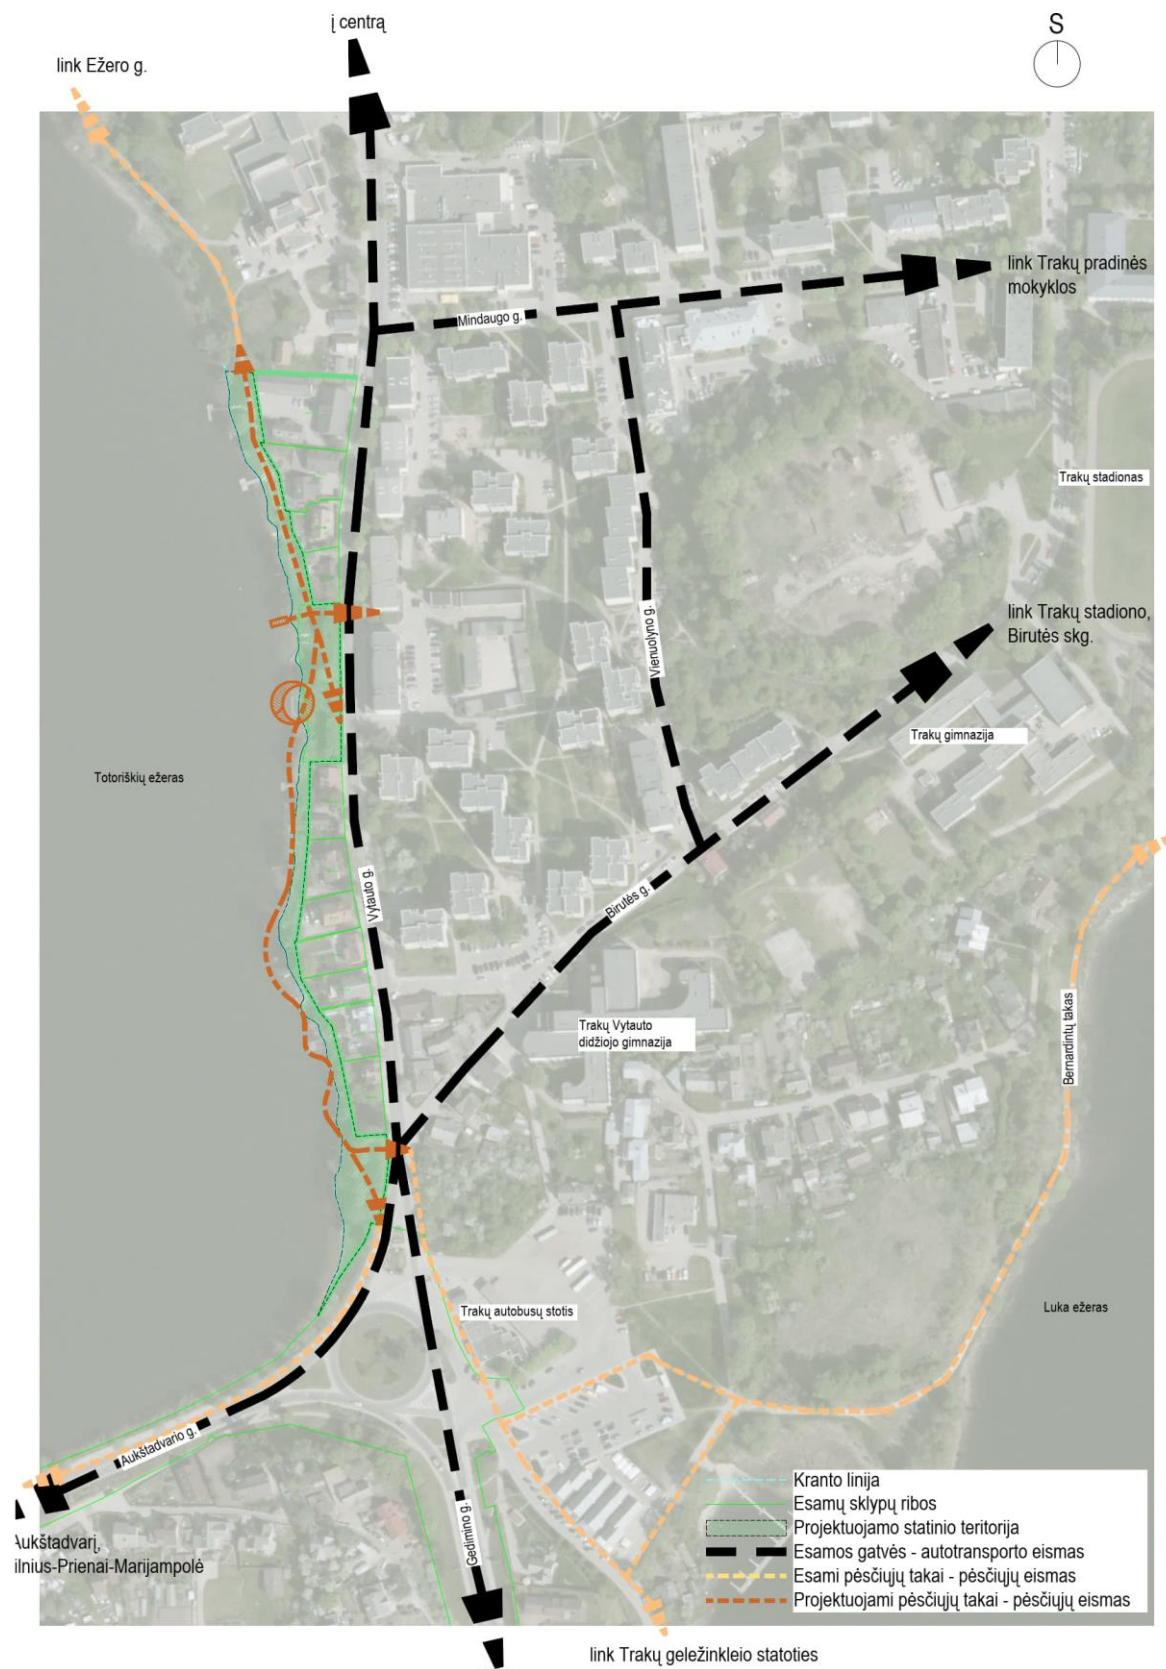 į centrą
S
link Ežero g.
link Trakų pradinės
mokyklos
Mindaugo g.
Trakų stadionas
link Trakų stadiono,
Birutės skg.
Vienuolyno g.
Trakų gimnazija
Totoriškių ežeras
Vytauto g.
Birutės g.
Trakų Vytauto
didžiojo gimnazija
Bernardintų takas
Trakų autobusų stotis
Luka ežeras
Aukštadvario g.
Gedimino g.
Aukštadvarį,
ilnius-Prienai-Marijampolė
Kranto linija
Esamų sklypų ribos
Projektuojamo statinio teritorija
Esamos gatvės - autotransporto eismas
Esami pėsčiųjų takai - pėsčiųjų eismas
Projektuojami pėsčiųjų takai - pėsčiųjų eismas
link Trakų geležinkleio statoties